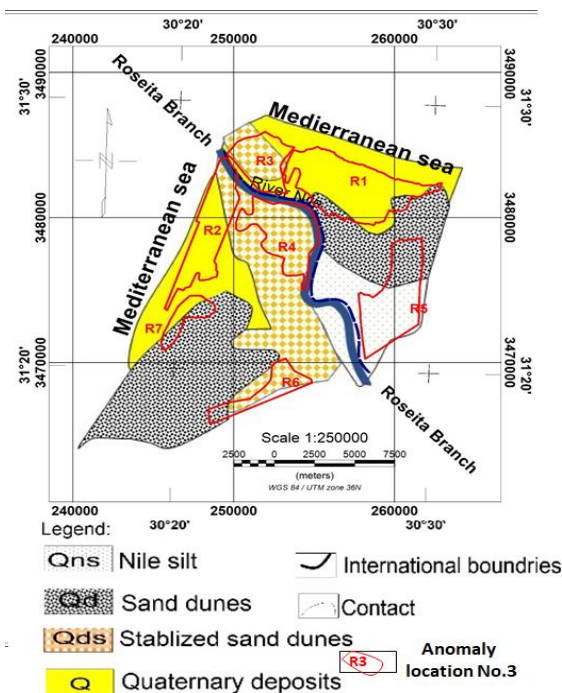 30°20' 30°30'
240000 250000 260000
3490000 3490000
31°30' 31°30'
Roseita Branch
Medierranean sea
R3
R1
River Nile
3480000 3480000
R2
R4
Mediterranean sea
R5
R7
31°20' 3470000 3470000 31°20'
R6
Roseita Branch
Scale 1:250000
2500 0 2500 5000 7500
(meters)
WGS 84 / UTM zone 36N
240000 250000 260000
30°20' 30°30'
Legend:
Qns Nile silt
International boundries
Qd Sand dunes
Contact
Qds Stablized sand dunes
R3 Anomaly
location No.3
Q Quaternary deposits